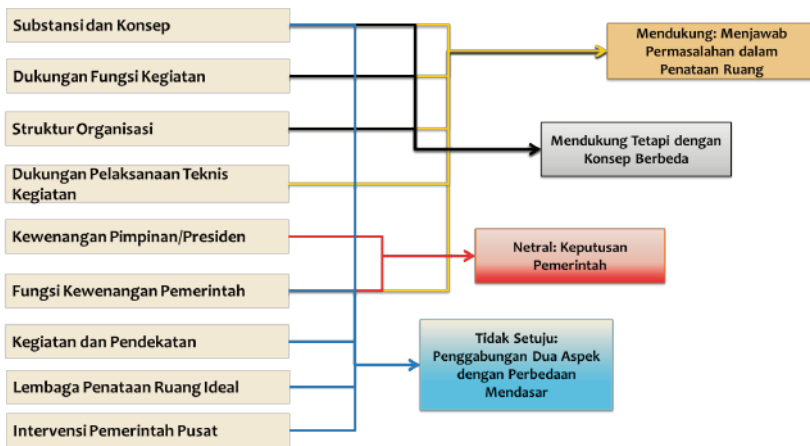 Substansi dan Konsep
Dukungan Fungsi Kegiatan
Struktur Organisasi
Dukungan Pelaksanaan Teknis
Kegiatan
Kewenangan Pimpinan/Presiden
Fungsi Kewenangan Pemerintah
Kegiatan dan Pendekatan
Lembaga Penataan Ruang Ideal
Intervensi Pemerintah Pusat
Mendukung: Menjawab
Permasalahan dalam
Penataan Ruang
Mendukung Tetapi dengan
Konsep Berbeda
Netral: Keputusan
Pemerintah
Tidak Setuju:
Penggabungan Dua Aspek
dengan Perbedaan
Mendasar